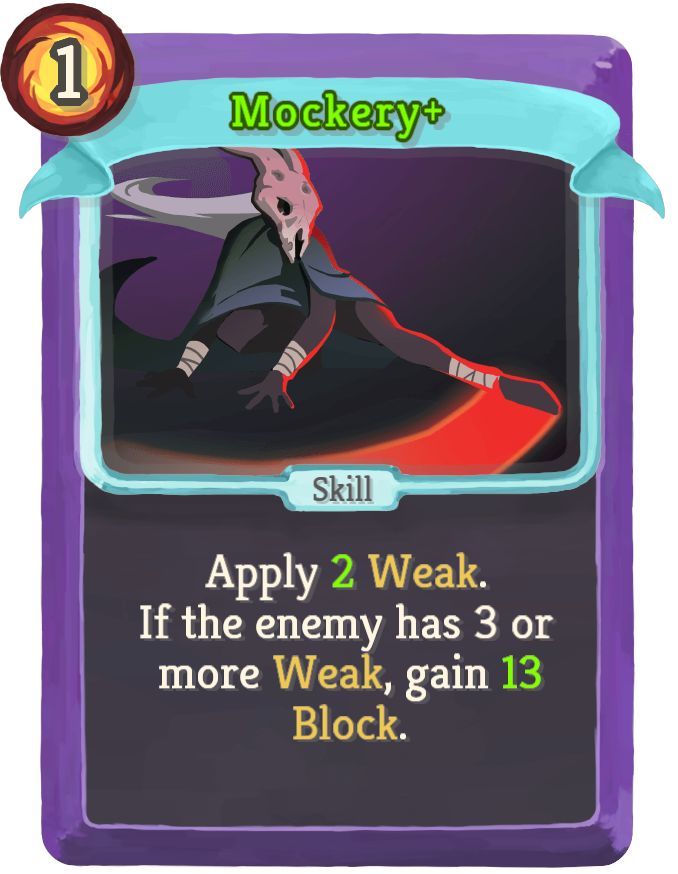 1
Mockery+
Skill
Apply 2 Weak.
If the enemy has 3 or
more Weak, gain 13
Block.